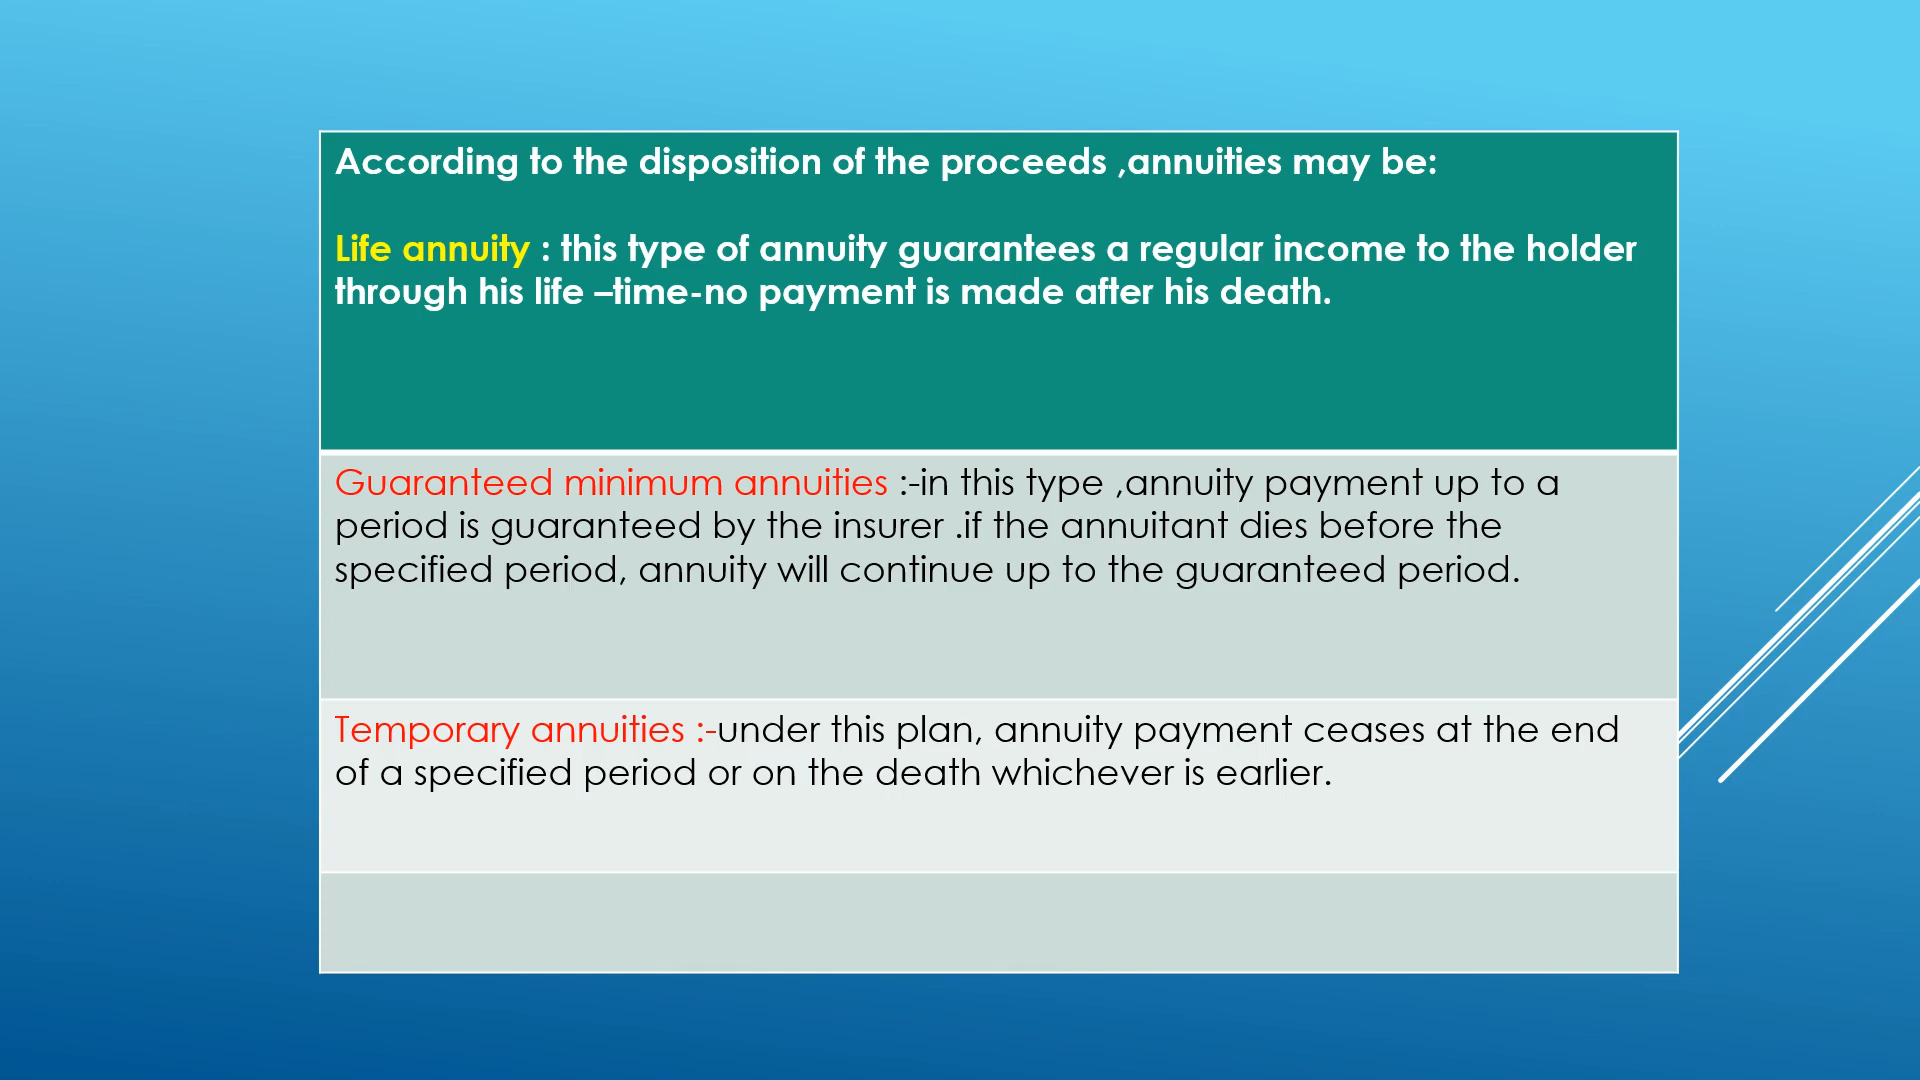 According to the disposition of the proceeds ,annuities may be:
Life annuity : this type of annuity guarantees a regular income to the holder
through his life –time-no payment is made after his death.
Guaranteed minimum annuities :-in this type ,annuity payment up to a
period is guaranteed by the insurer .if the annuitant dies before the
specified period, annuity will continue up to the guaranteed period.
Temporary annuities :-under this plan, annuity payment ceases at the end
of a specified period or on the death whichever is earlier.